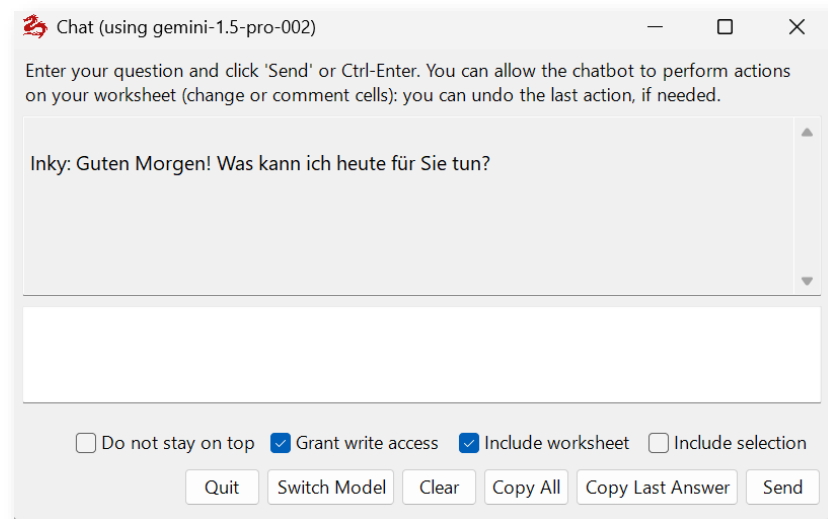 Chat (using gemini-1.5-pro-002)
Enter your question and click 'Send' or Ctrl-Enter. You can allow the chatbot to perform actions
on your worksheet (change or comment cells): you can undo the last action, if needed.
Inky: Guten Morgen! Was kann ich heute für Sie tun?
Do not stay on top Grant write access Include worksheet Include selection
Quit Switch Model Clear Copy All Copy Last Answer Send